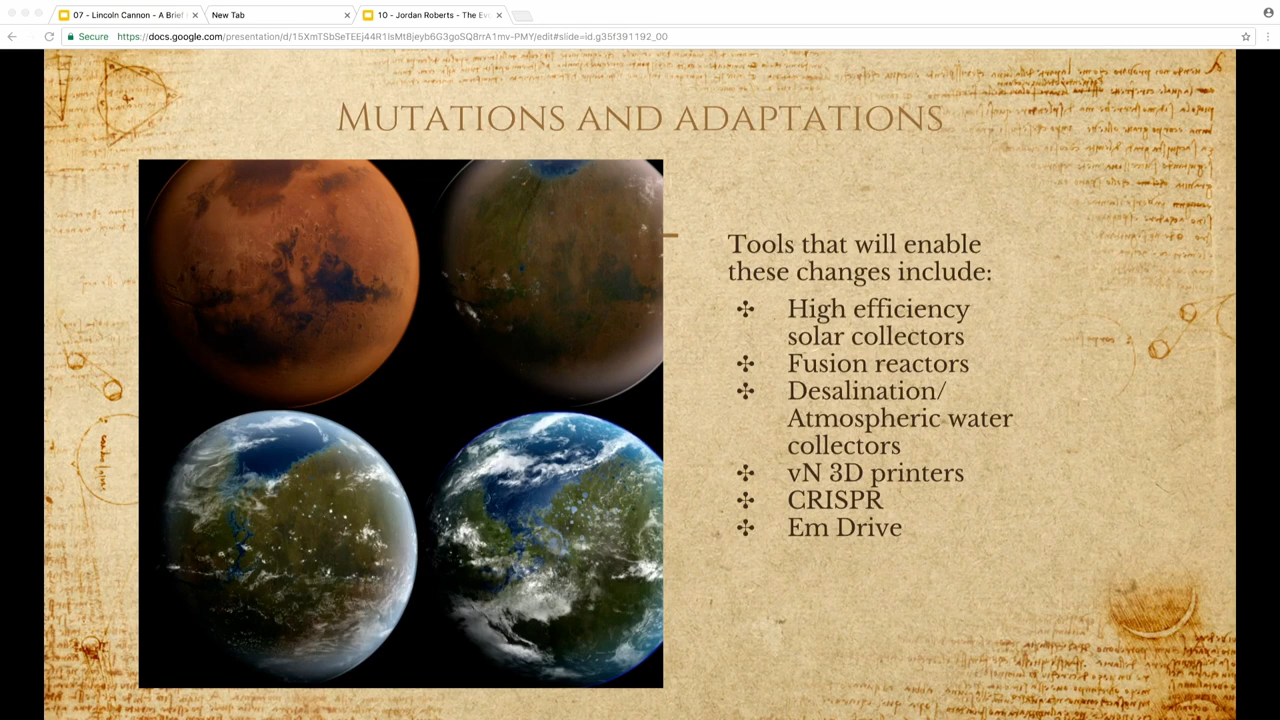 07 - Lincoln Cannon - A Brief
New Tab
10 - Jordan Roberts - The Ev
Secure https://docs.google.com/presentation/d/15XmTSbSeTEEj44R1IsMt8jeyb6G3goSQ8rrA1mv-PMY/edit#slide=id.g35f391192_00
Mutations and adaptations
Tools that will enable
these changes include:
✣ High efficiency
solar collectors
✣ Fusion reactors
✣ Desalination/
Atmospheric water
collectors
✣ vN 3D printers
✣ CRISPR
✣ Em Drive